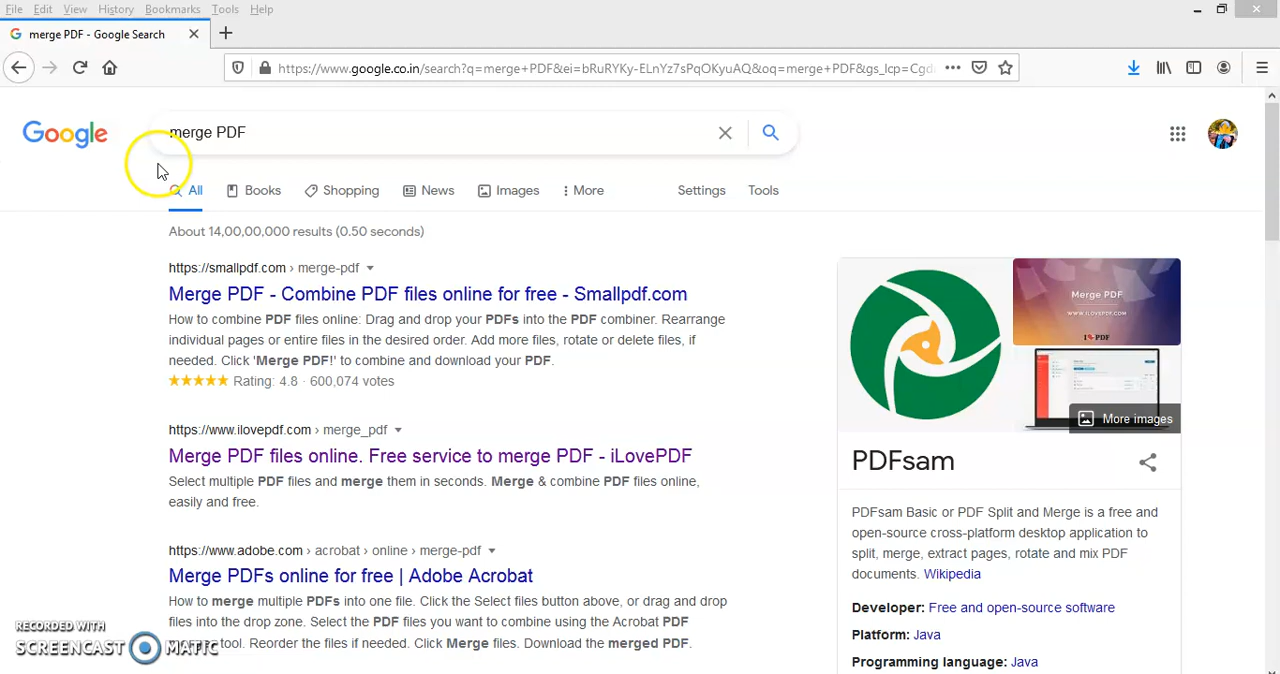 File Edit View History Bookmarks Tools Help
merge PDF - Google Search
https://www.google.co.in/search?q=merge+PDF&ei=bRuRYKy-ELnYz7sPqOKyuAQ&oq=merge+PDF&gs_lcp=Cgd
Google
merge PDF
All Books Shopping News Images More Settings Tools
About 14,00,00,000 results (0.50 seconds)
https://smallpdf.com › merge-pdf
Merge PDF - Combine PDF files online for free - Smallpdf.com
How to combine PDF files online: Drag and drop your PDFs into the PDF combiner. Rearrange
individual pages or entire files in the desired order. Add more files, rotate or delete files, if
needed. Click 'Merge PDF!' to combine and download your PDF.
Rating: 4.8 · 600,074 votes
https://www.ilovepdf.com › merge_pdf
Merge PDF files online. Free service to merge PDF - iLovePDF
Select multiple PDF files and merge them in seconds. Merge & combine PDF files online,
easily and free.
https://www.adobe.com › acrobat › online › merge-pdf
Merge PDFs online for free | Adobe Acrobat
How to merge multiple PDFs into one file. Click the Select files button above, or drag and drop
files into the drop zone. Select the PDF files you want to combine using the Acrobat PDF
tool. Reorder the files if needed. Click Merge files. Download the merged PDF.
Merge PDF
WWW.ILOVEPDF.COM
I PDF
More images
PDFsam
PDFsam Basic or PDF Split and Merge is a free and
open-source cross-platform desktop application to
split, merge, extract pages, rotate and mix PDF
documents. Wikipedia
Developer: Free and open-source software
Platform: Java
Programming language: Java
RECORDED WITH
SCREENCAST MATIC